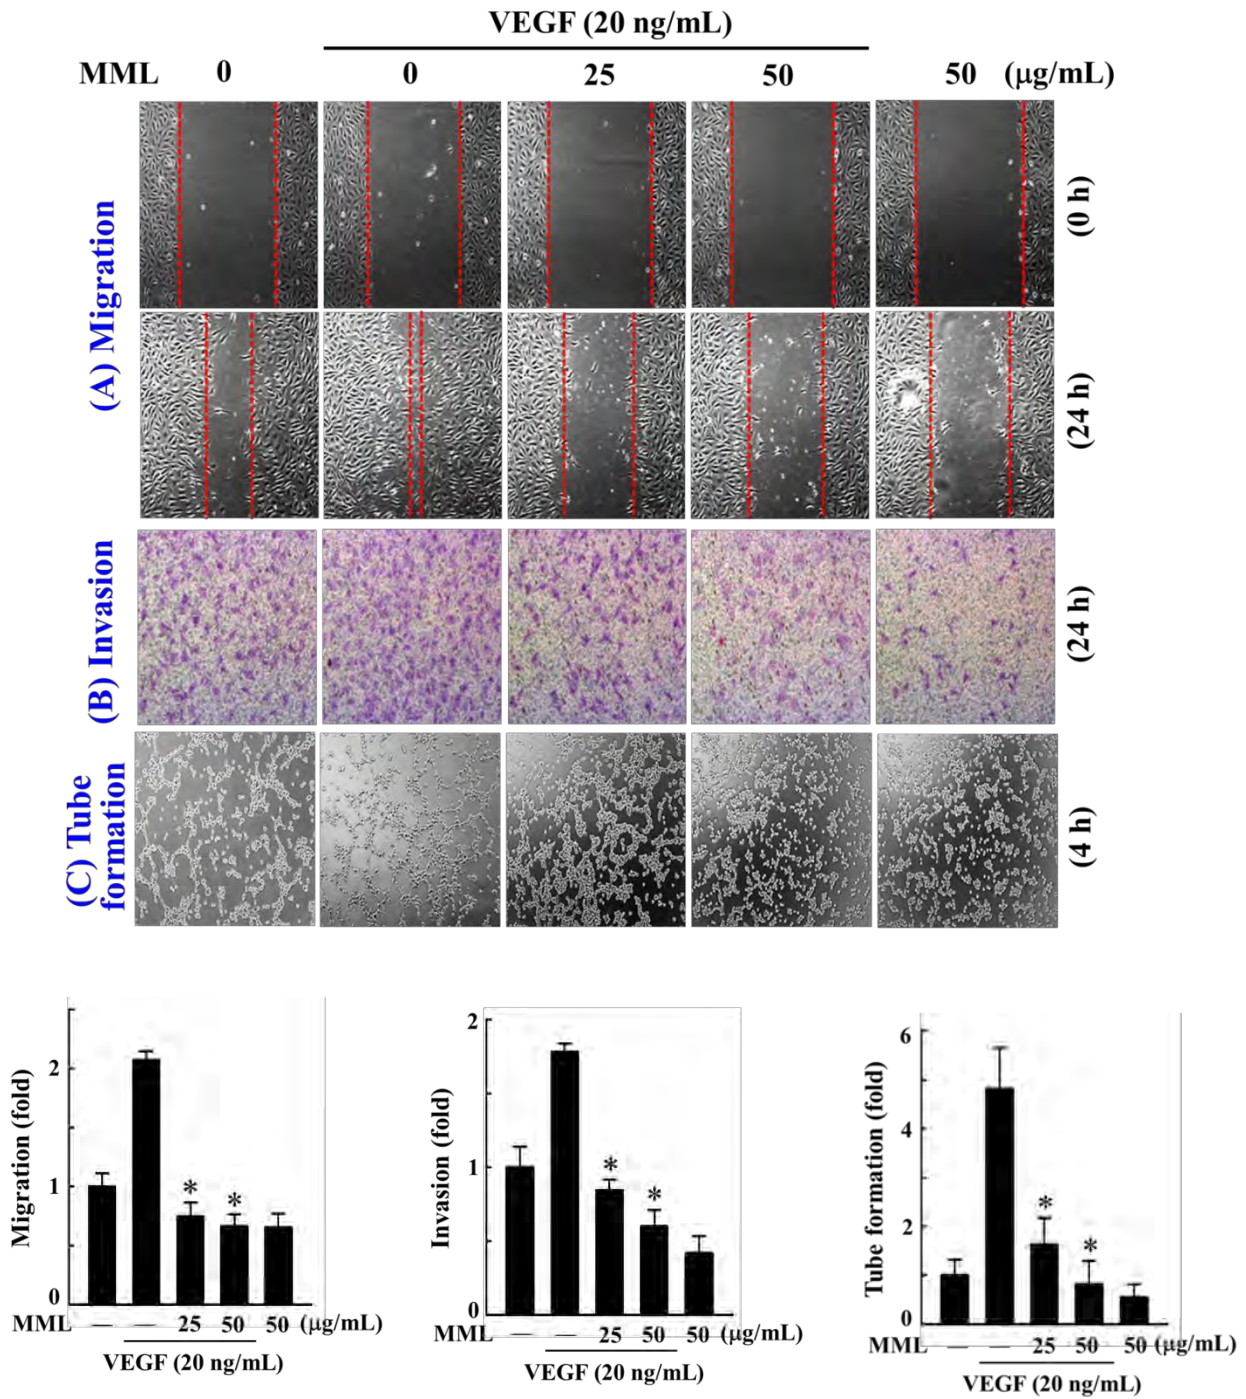 VEGF (20 ng/mL)
MML 0 0 25 50 50 (μg/mL)
(A) Migration
(0 h)
(24 h)
(B) Invasion
(24 h)
(C) Tube
formation
(4 h)
Migration (fold)
2
1
0
* *
MML — — 25 50 50 (μg/mL)
VEGF (20 ng/mL)
Invasion (fold)
2
1
0
* *
MML — — 25 50 50 (μg/mL)
VEGF (20 ng/mL)
Tube formation (fold)
6
4
2
0
* *
MML — — 25 50 50 (μg/mL)
VEGF (20 ng/mL)